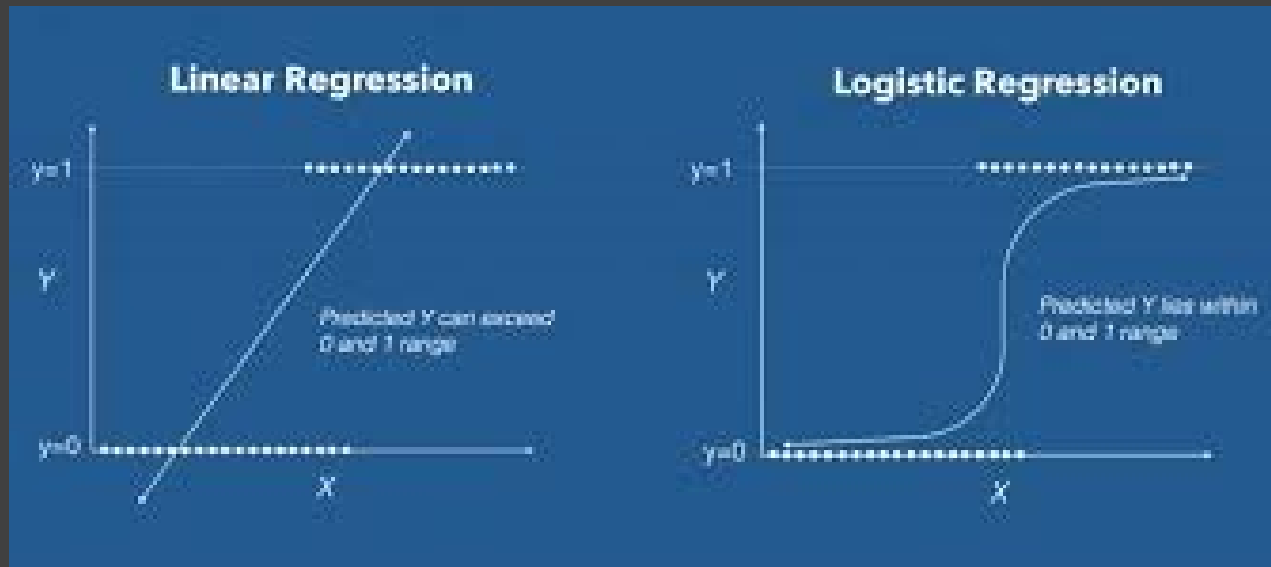 Linear Regression
y=1
Y
Predicted Y can exceed
0 and 1 range
y=0
X
Logistic Regression
y=1
Y
Predicted Y lies within
0 and 1 range
y=0
X